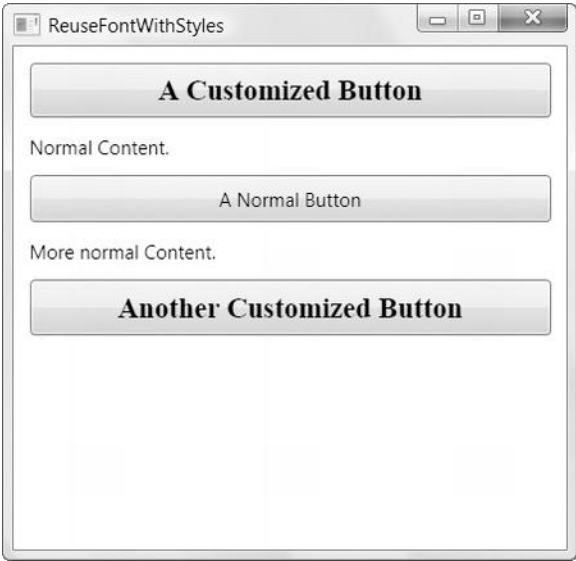 ReuseFontWithStyles
A Customized Button
Normal Content.
A Normal Button
More normal Content.
Another Customized Button